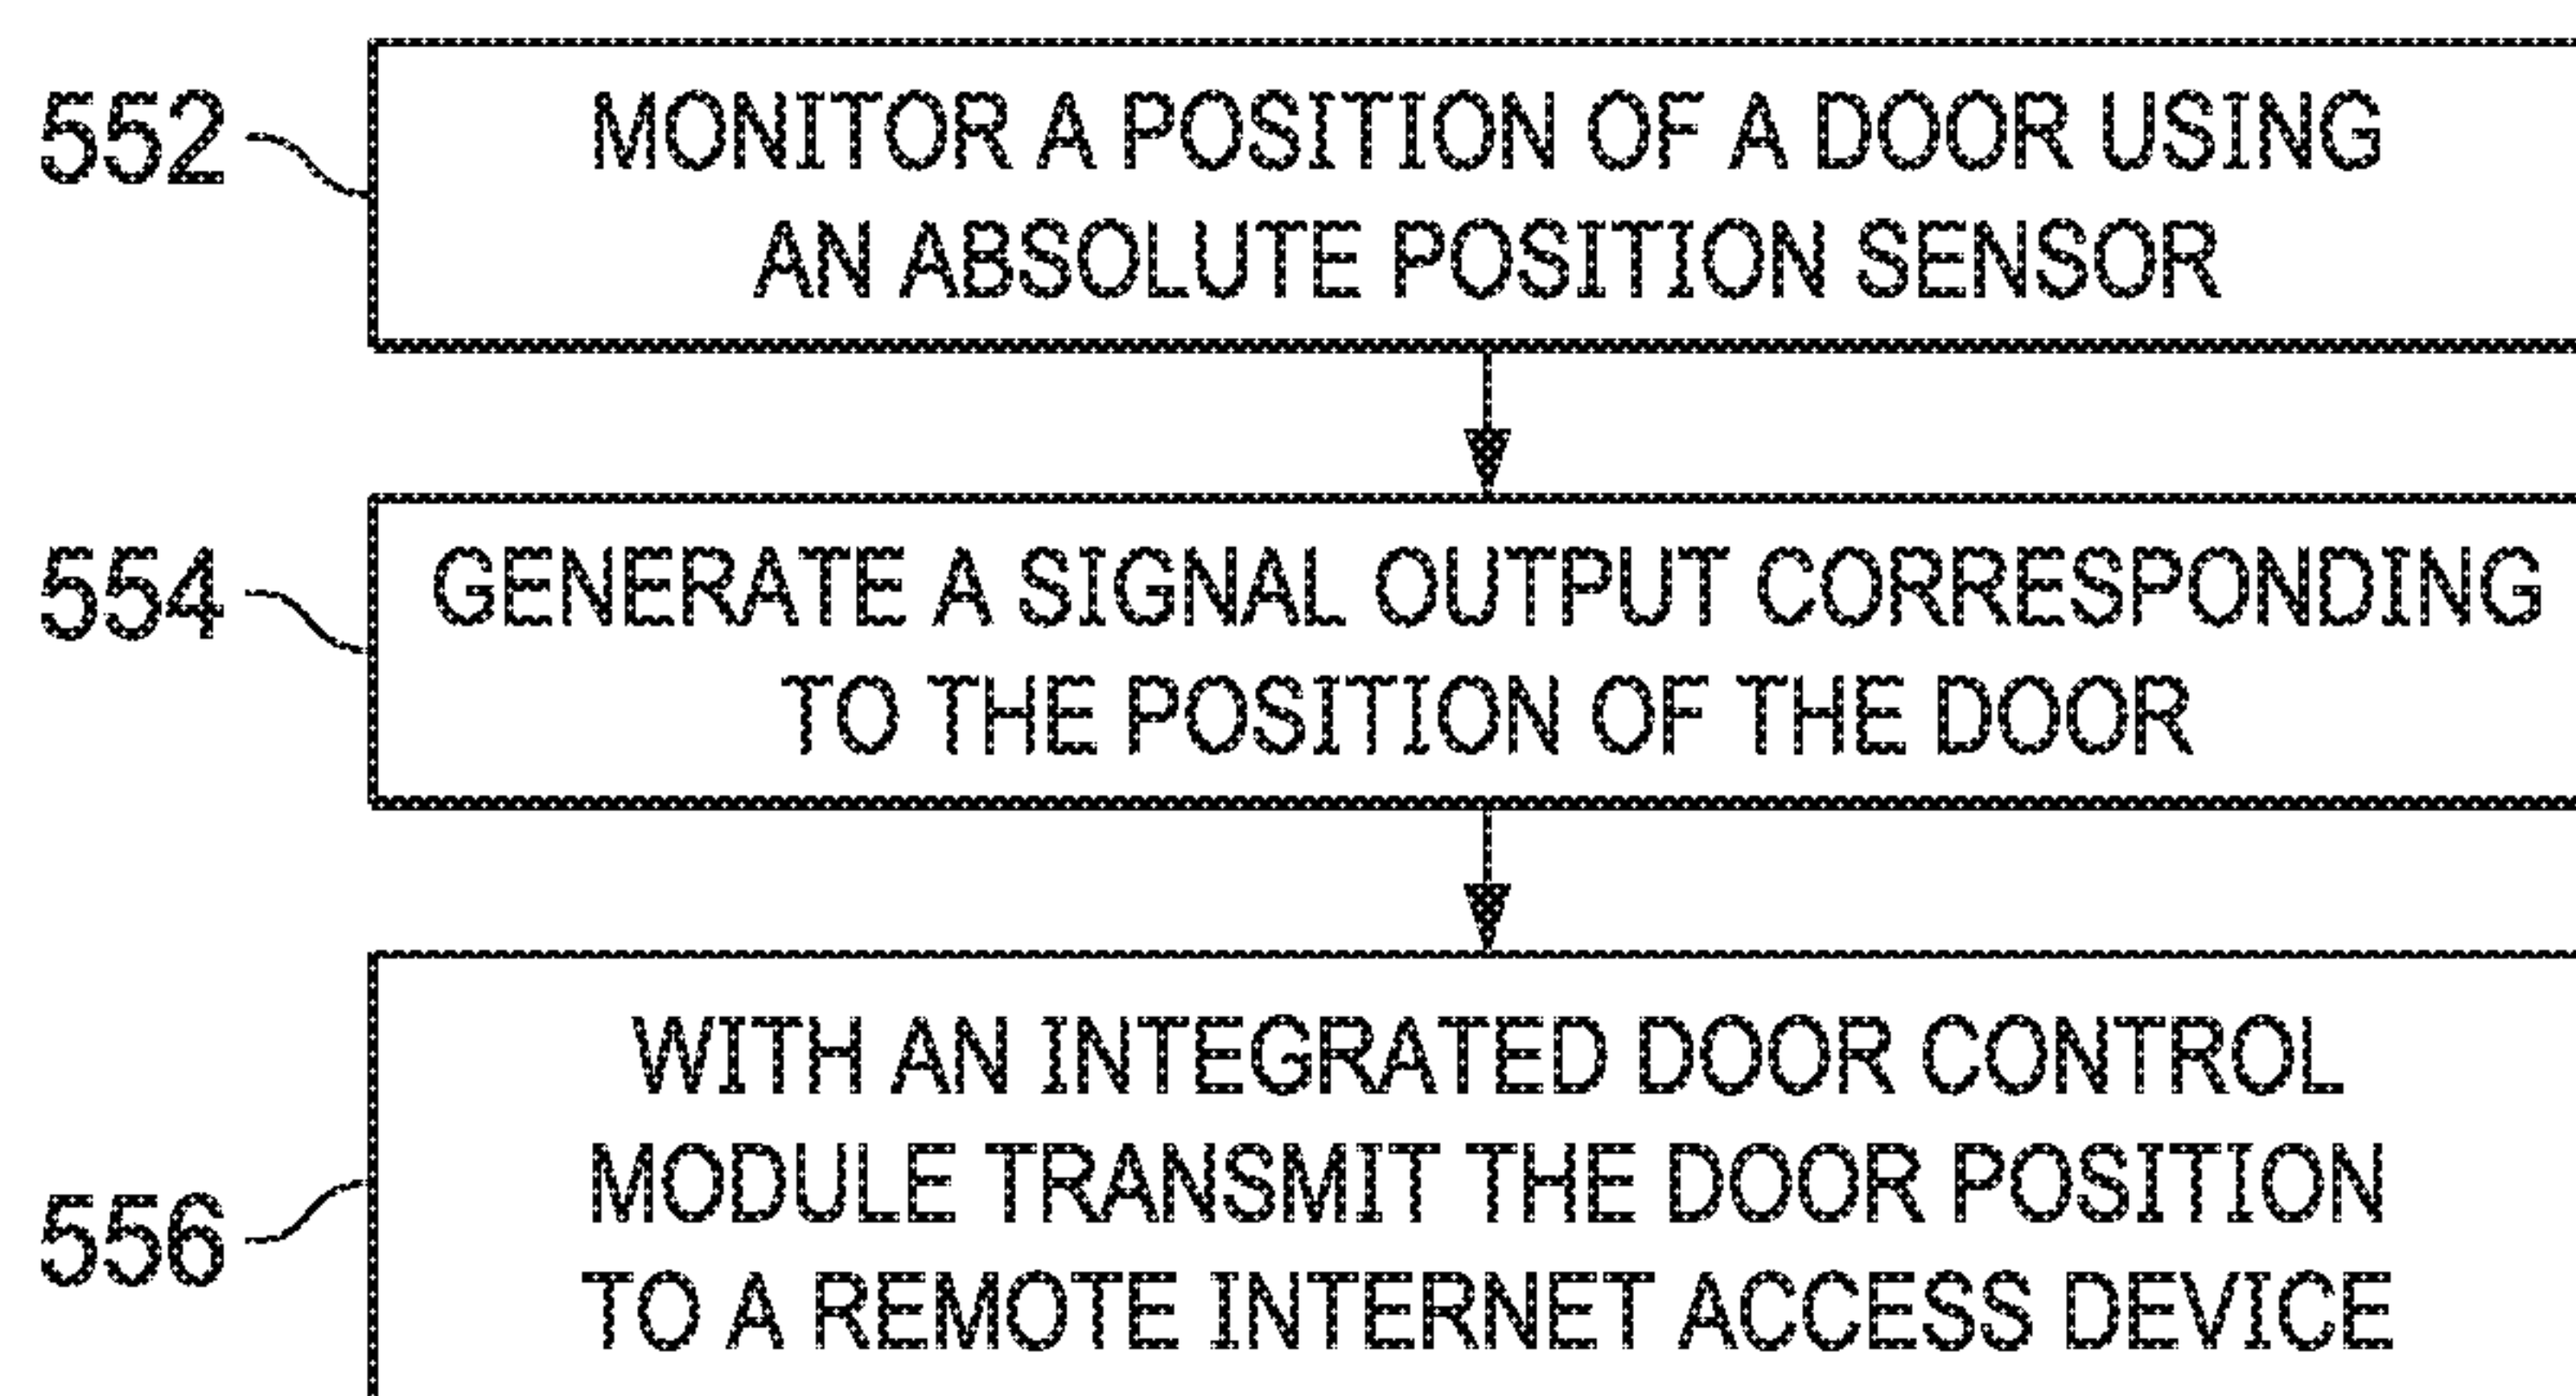 552
MONITOR A POSITION OF A DOOR USING
AN ABSOLUTE POSITION SENSOR
554
GENERATE A SIGNAL OUTPUT CORRESPONDING
TO THE POSITION OF THE DOOR
556
WITH AN INTEGRATED DOOR CONTROL
MODULE TRANSMIT THE DOOR POSITION
TO A REMOTE INTERNET ACCESS DEVICE